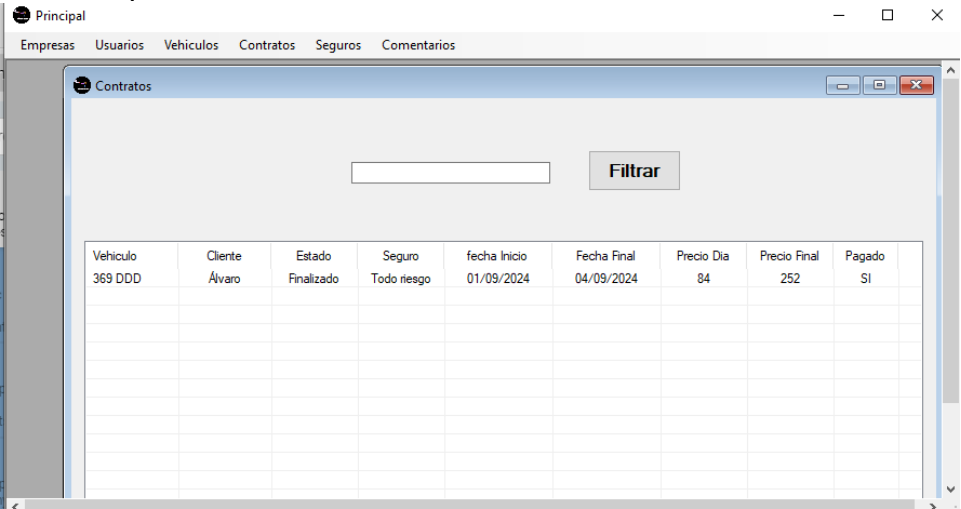 Principal
Empresas Usuarios Vehiculos Contratos Seguros Comentarios
Contratos
Filtrar
Vehiculo Cliente Estado Seguro fecha Inicio Fecha Final Precio Dia Precio Final Pagado
369 DDD Álvaro Finalizado Todo riesgo 01/09/2024 04/09/2024 84 252 SI